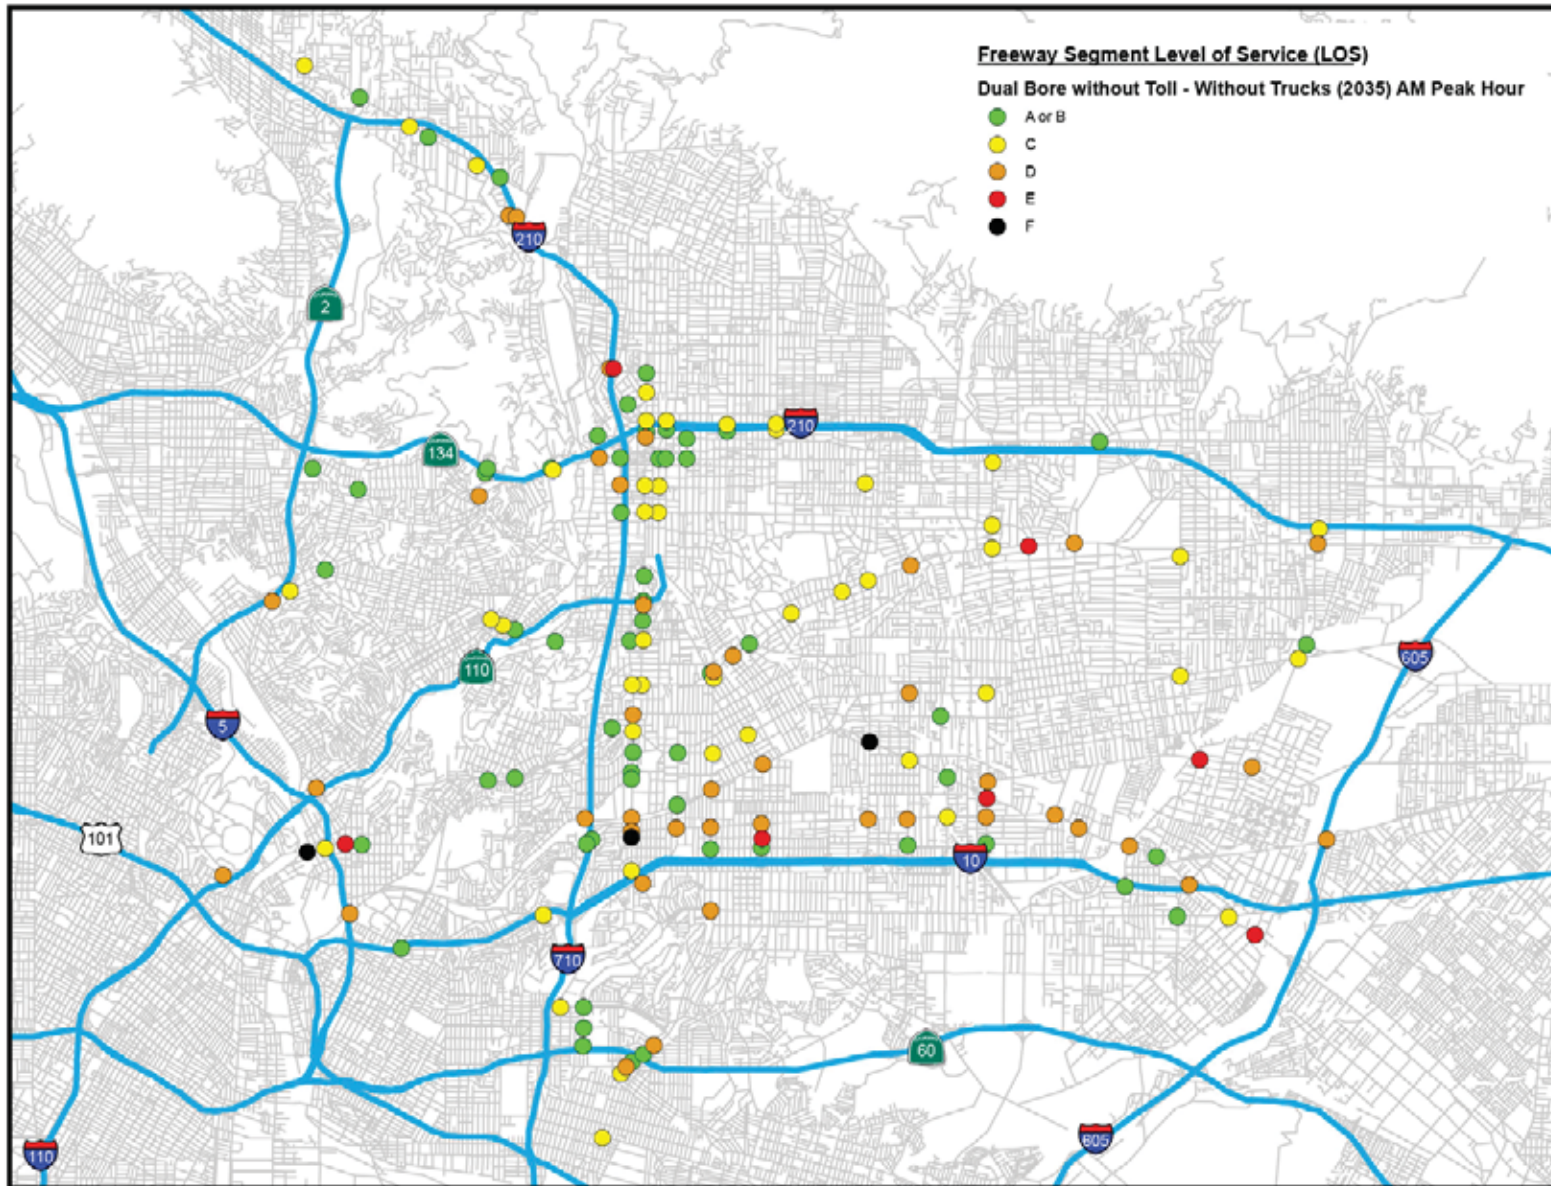 Freeway Segment Level of Service (LOS)
Dual Bore without Toll - Without Trucks (2035) AM Peak Hour
A or B
C
D
E
F
210
2
134
210
110
605
5
101
10
710
60
605
110